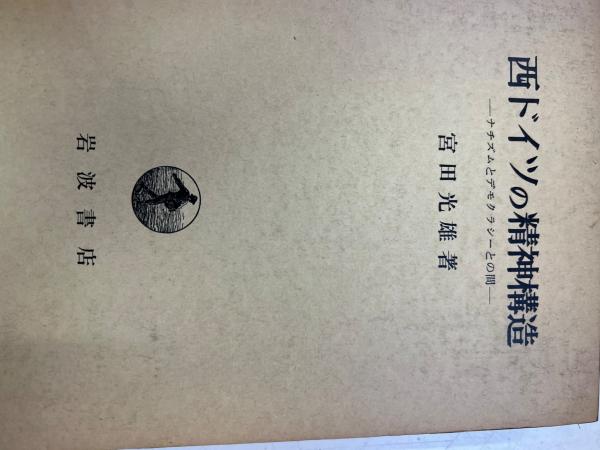 西ドイツの精神構造
―ナチズムとデモクラシーとの間―
宮田光雄著
岩波書店